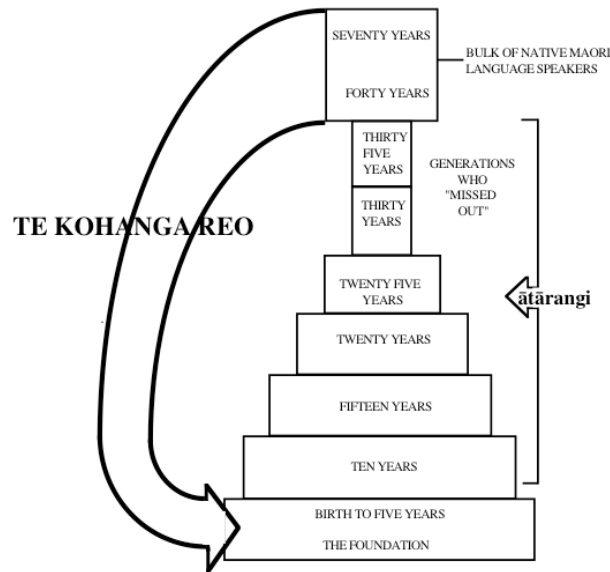 SEVENTY YEARS
BULK OF NATIVE MAORI
LANGUAGE SPEAKERS
FORTY YEARS
THIRTY
FIVE
YEARS
GENERATIONS
WHO
"MISSED
OUT"
THIRTY
YEARS
TE KOHANGA REO
TWENTY FIVE
YEARS
ātārangi
TWENTY YEARS
FIFTEEN YEARS
TEN YEARS
BIRTH TO FIVE YEARS
THE FOUNDATION